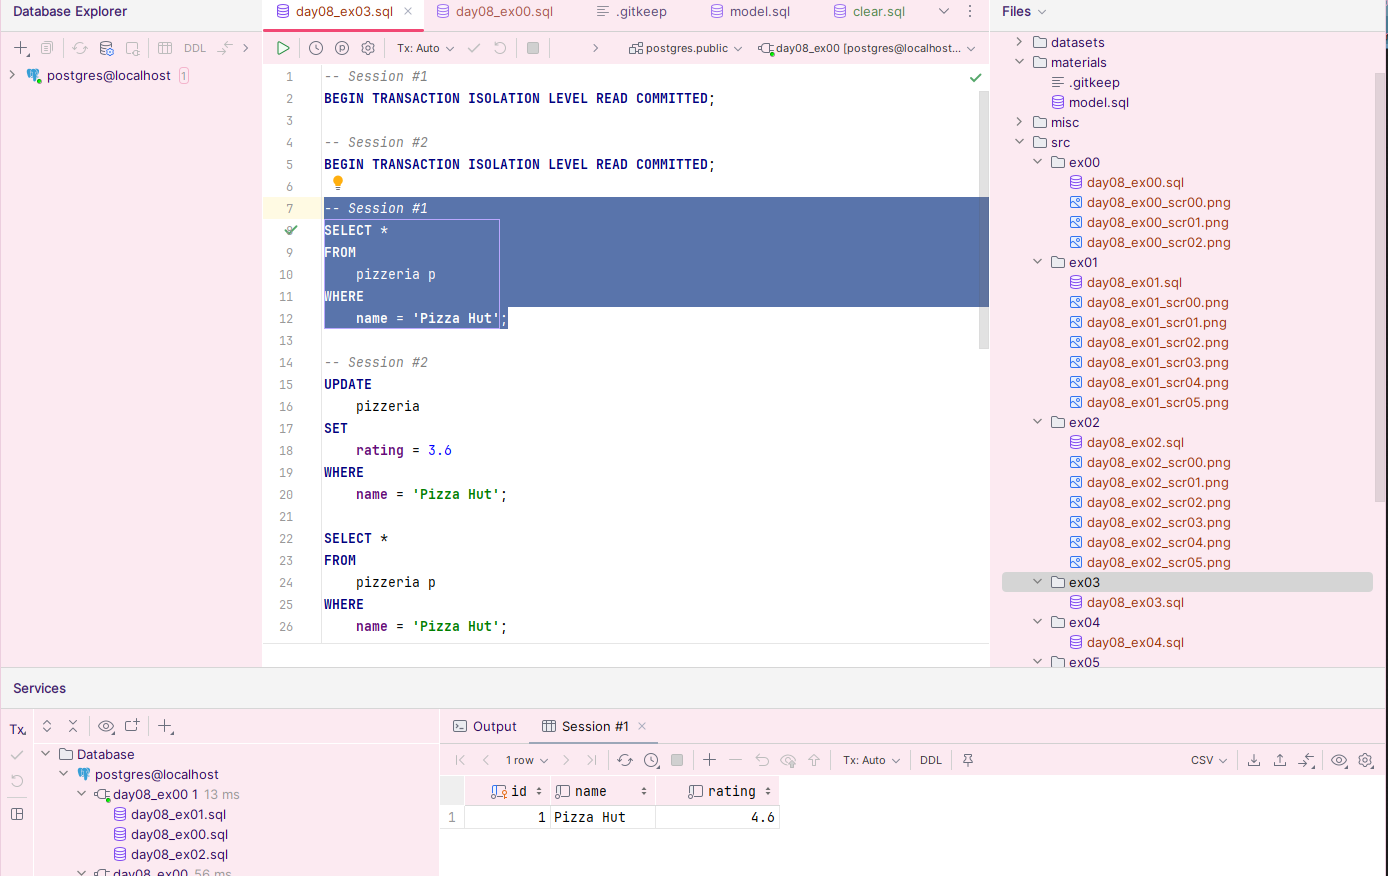 Database Explorer
day08_ex03.sql
day08_ex00.sql
.gitkeep
model.sql
clear.sql
Files
DDL
Tx: Auto
postgres.public
day08_ex00 [postgres@localhost...
postgres@localhost 1
1 -- Session #1
2 BEGIN TRANSACTION ISOLATION LEVEL READ COMMITTED;
3
4 -- Session #2
5 BEGIN TRANSACTION ISOLATION LEVEL READ COMMITTED;
6
7 -- Session #1
SELECT *
9 FROM
10 pizzeria p
11 WHERE
12 name = 'Pizza Hut';
13
14 -- Session #2
15 UPDATE
16 pizzeria
17 SET
18 rating = 3.6
19 WHERE
20 name = 'Pizza Hut';
21
22 SELECT *
23 FROM
24 pizzeria p
25 WHERE
26 name = 'Pizza Hut';
datasets
materials
.gitkeep
model.sql
misc
src
ex00
day08_ex00.sql
day08_ex00_scr00.png
day08_ex00_scr01.png
day08_ex00_scr02.png
ex01
day08_ex01.sql
day08_ex01_scr00.png
day08_ex01_scr01.png
day08_ex01_scr02.png
day08_ex01_scr03.png
day08_ex01_scr04.png
day08_ex01_scr05.png
ex02
day08_ex02.sql
day08_ex02_scr00.png
day08_ex02_scr01.png
day08_ex02_scr02.png
day08_ex02_scr03.png
day08_ex02_scr04.png
day08_ex02_scr05.png
ex03
day08_ex03.sql
ex04
day08_ex04.sql
ex05
Services
Tx
Database
postgres@localhost
day08_ex00 1 13 ms
day08_ex01.sql
day08_ex00.sql
day08_ex02.sql
day08_ex00 56 ms
Output
Session #1
1 row
Tx: Auto
DDL
CSV
id name rating
1 1 Pizza Hut 4.6